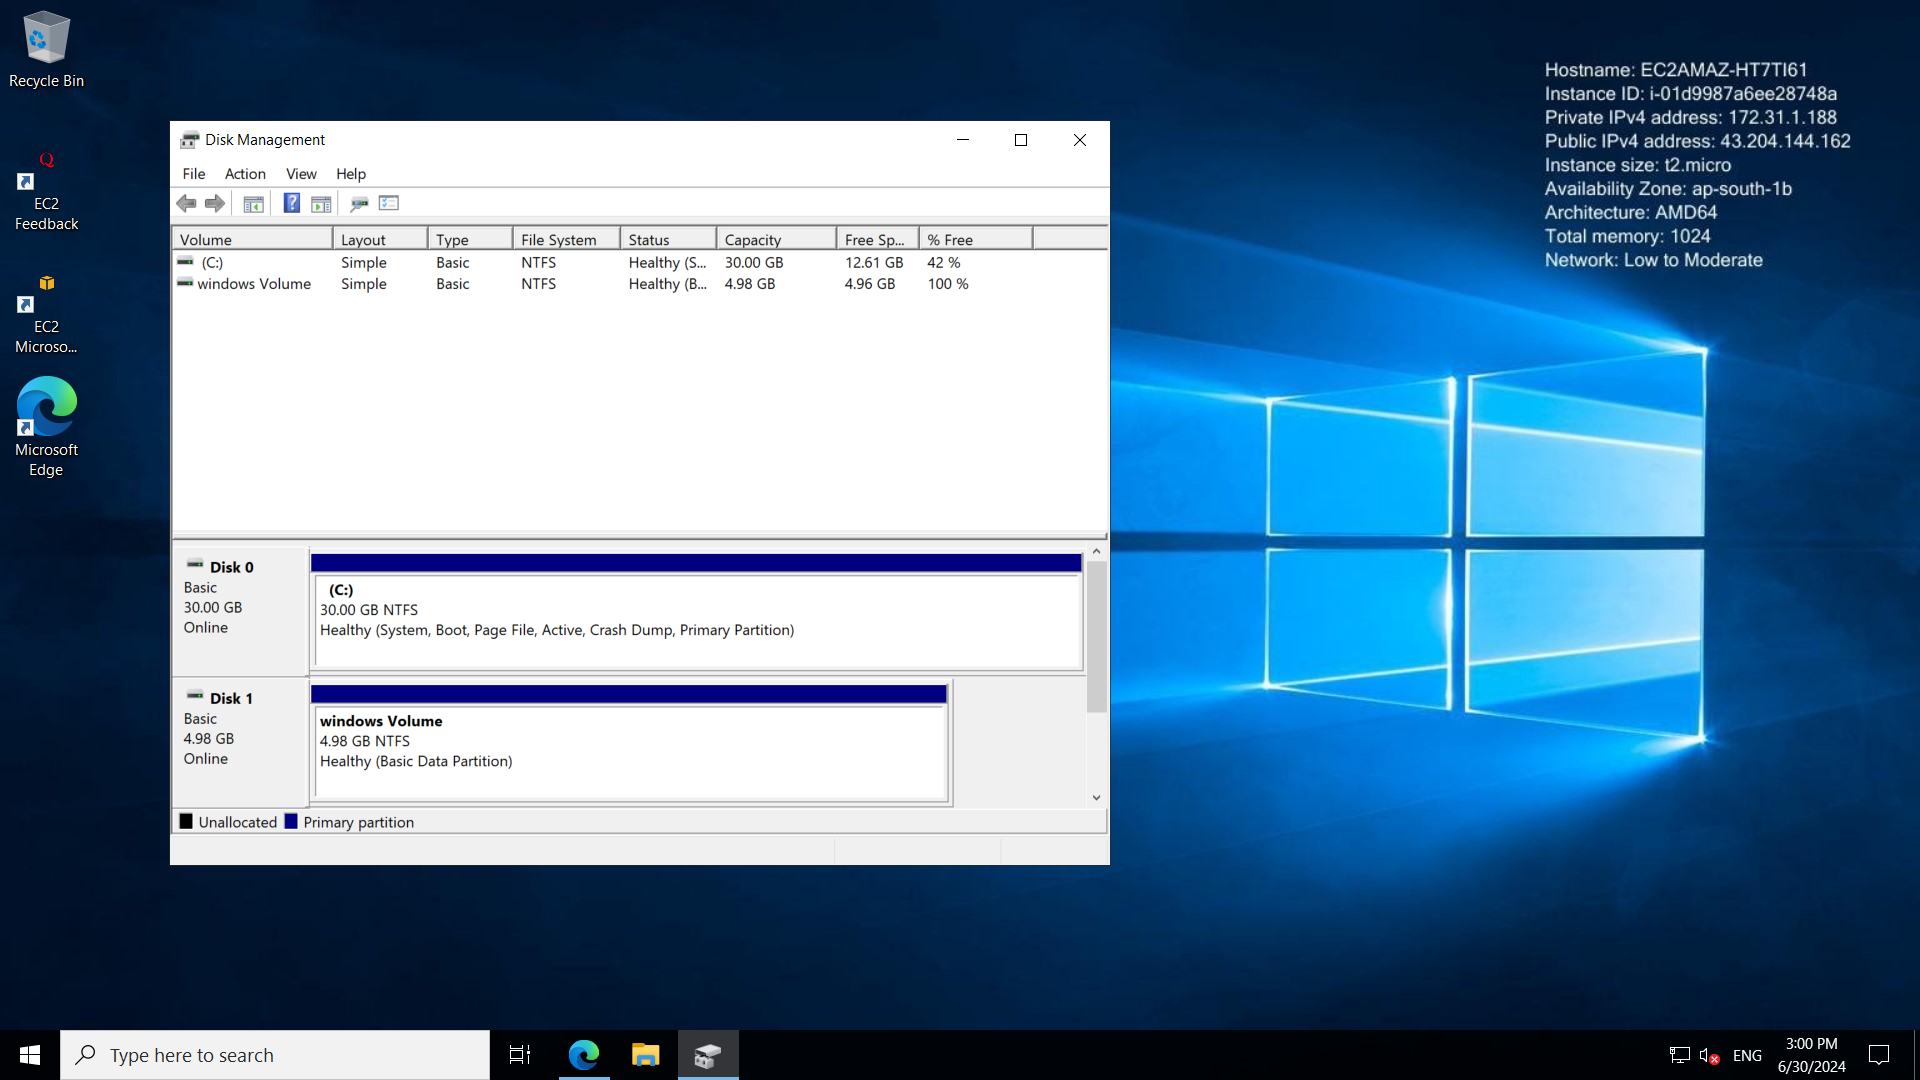 Recycle Bin
EC2
Feedback
EC2
Microso...
Microsoft
Edge
Hostname: EC2AMAZ-HT7TI61
Instance ID: i-01d9987a6ee28748a
Private IPv4 address: 172.31.1.188
Public IPv4 address: 43.204.144.162
Instance size: t2.micro
Availability Zone: ap-south-1b
Architecture: AMD64
Total memory: 1024
Network: Low to Moderate
Disk Management
File Action View Help
Volume Layout Type File System Status Capacity Free Sp... % Free
(C:) Simple Basic NTFS Healthy (S... 30.00 GB 12.61 GB 42 %
windows Volume Simple Basic NTFS Healthy (B... 4.98 GB 4.96 GB 100 %
Disk 0
Basic
30.00 GB
Online
(C:)
30.00 GB NTFS
Healthy (System, Boot, Page File, Active, Crash Dump, Primary Partition)
Disk 1
Basic
4.98 GB
Online
windows Volume
4.98 GB NTFS
Healthy (Basic Data Partition)
Unallocated Primary partition
Type here to search
ENG
3:00 PM
6/30/2024